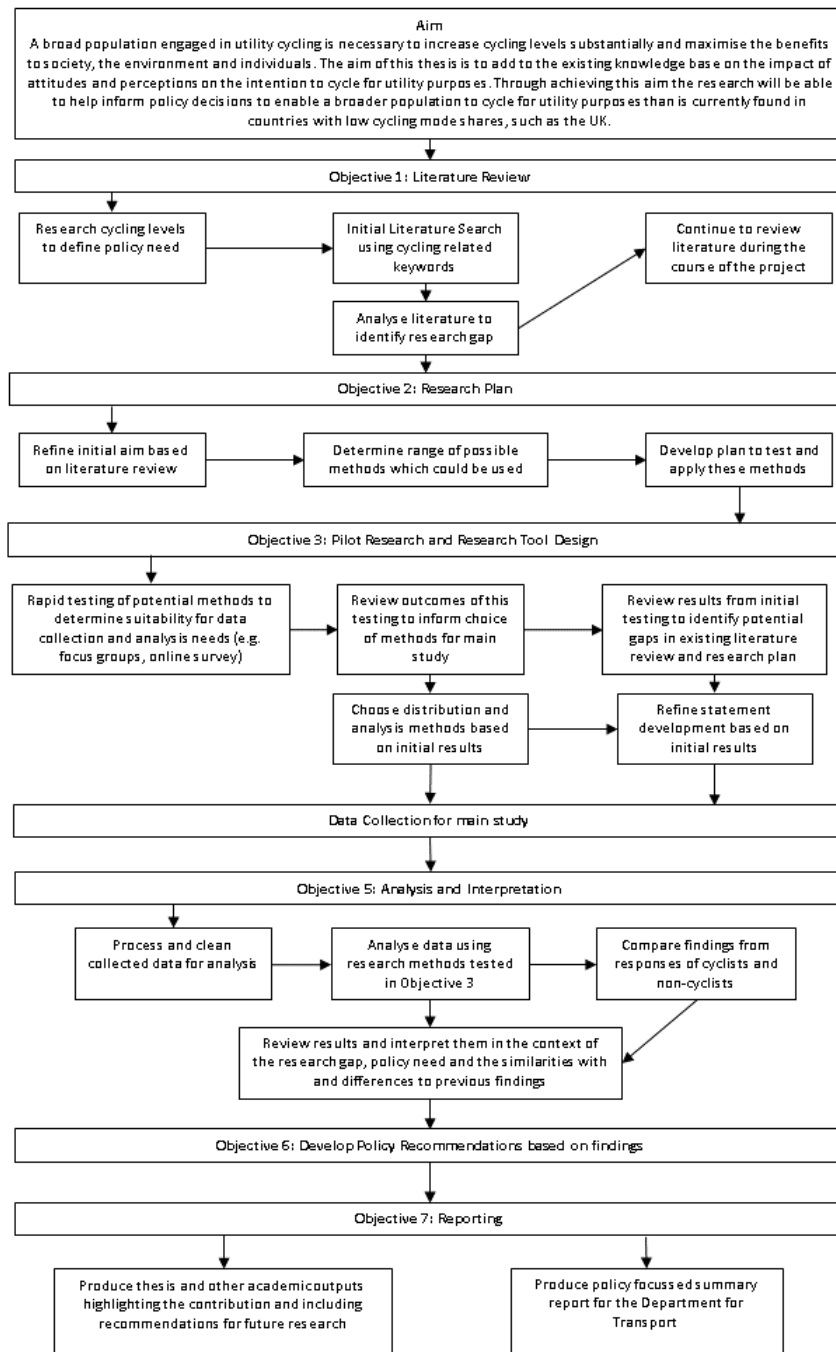 Aim
A broad population engaged in utility cycling is necessary to increase cycling levels substantially and maximise the benefits
to society, the environment and individuals. The aim of this thesis is to add to the existing knowledge base on the impact of
attitudes and perceptions on the intention to cycle for utility purposes. Through achieving this aim the research will be able
to help inform policy decisions to enable a broader population to cycle for utility purposes than is currently found in
countries with low cycling mode shares, such as the UK.
Objective 1: Literature Review
Research cycling levels
to define policy need
Initial Literature Search
using cycling related
keywords
Continue to review
literature during the
course of the project
Analyse literature to
identify research gap
Objective 2: Research Plan
Refine initial aim based
on literature review
Determine range of possible
methods which could be used
Develop plan to test and
apply these methods
Objective 3: Pilot Research and Research Tool Design
Rapid testing of potential methods to
determine suitability for data
collection and analysis needs (e.g.
focus groups, online survey)
Review outcomes of this
testing to inform choice
of methods for main
study
Review results from initial
testing to identify potential
gaps in existing literature
review and research plan
Choose distribution and
analysis methods based
on initial results
Refine statement
development based on
initial results
Data Collection for main study
Objective 5: Analysis and Interpretation
Process and clean
collected data for analysis
Analyse data using
research methods tested
in Objective 3
Compare findings from
responses of cyclists and
non-cyclists
Review results and interpret them in the context of
the research gap, policy need and the similarities with
and differences to previous findings
Objective 6: Develop Policy Recommendations based on findings
Objective 7: Reporting
Produce thesis and other academic outputs
highlighting the contribution and including
recommendations for future research
Produce policy focussed summary
report for the Department for
Transport